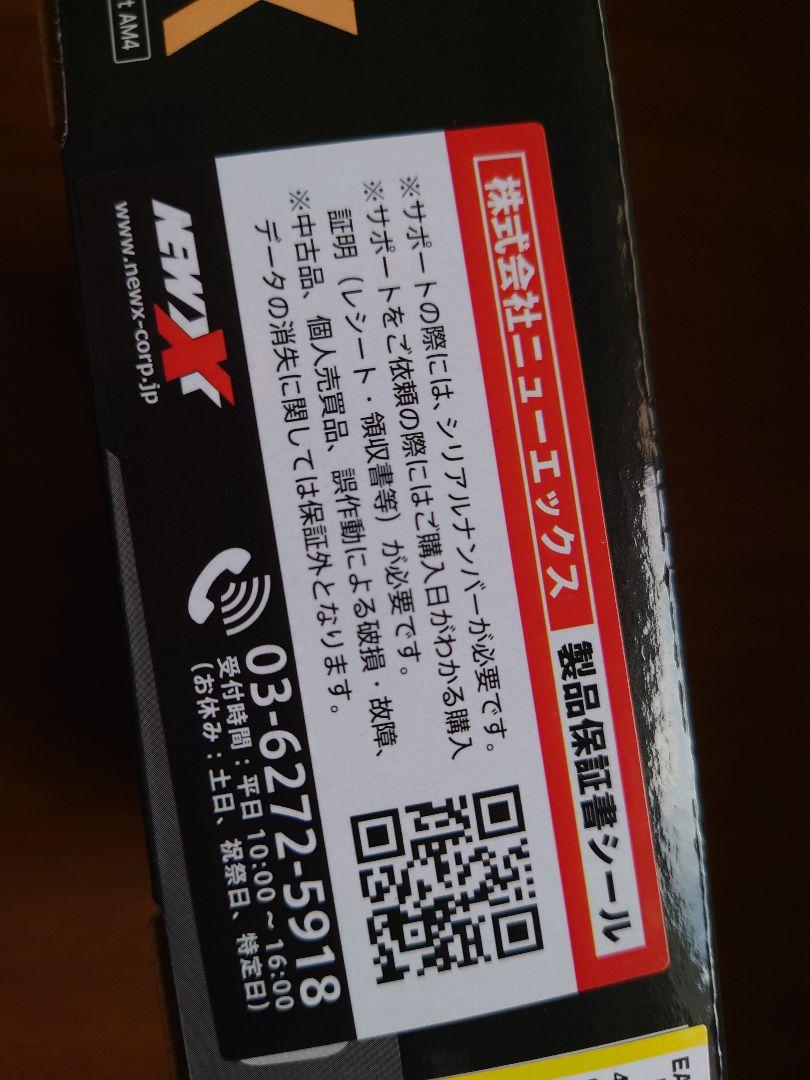 株式会社ニューエックス 製品保証書シール
※サポートの際には、シリアルナンバーが必要です。
※サポートをご依頼の際にはご購入日がわかる購入
証明（レシート・領収書等）が必要です。
※中古品、個人売買品、誤作動による破損・故障、
データの消失に関しては保証外となります。
NEWX
www.newx-corp.jp
03-6272-5918
受付時間：平日 10:00 ～ 16:00
(お休み：土日、祝祭日、特定日)
t AM4